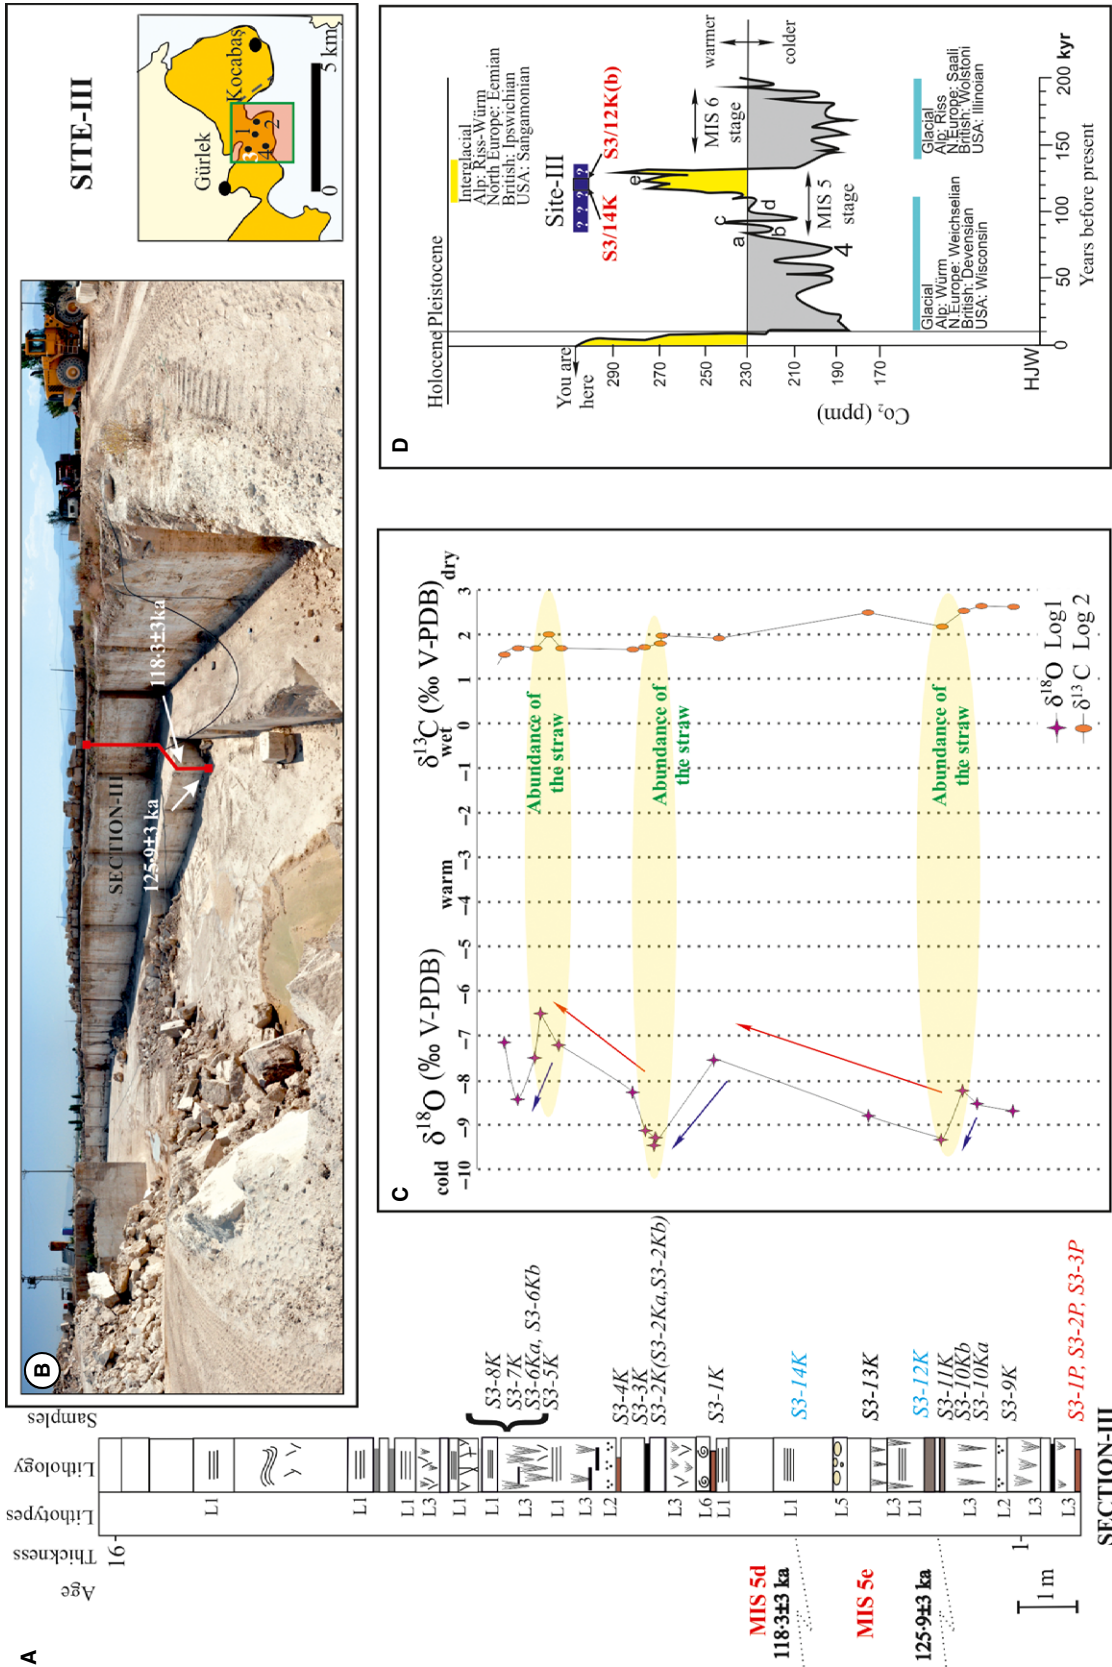 A
Age
Thickness
Lithotypes
Lithology
Samples
16
1
L1
L1
L1
L3
L1
L1
L3
L1
L3
L2
L3
L6
L1
L1
L5
L3
L1
L3
L2
L3
L3
S3-8K
S3-7K
S3-6Ka, S3-6Kb
S3-5K
S3-4K
S3-3K
S3-2K(S3-2Ka,S3-2Kb)
S3-1K
S3-14K
S3-13K
S3-12K
S3-11K
S3-10Kb
S3-10Ka
S3-9K
S3-1P, S3-2P, S3-3P
MIS 5d
118·3±3 ka
MIS 5e
125·9±3 ka
1 m
SECTION-III
B
SECTION-III
125·9±3 ka
118·3±3ka
SITE-III
Gürlek
Kocabaş
1
2
3
4
0
5 km
C
cold
δ18O (‰ V-PDB)
warm
wet
δ13C (‰ V-PDB)
dry
−10
−9
−8
−7
−6
−5
−4
−3
−2
−1
0
1
2
3
Abundance of
the straw
Abundance of
the straw
Abundance of
the straw
δ18O Log1
δ13C Log 2
D
Holocene
Pleistocene
You are
here
Interglacial
Alp: Riss-Würm
North Europe: Eemian
British: Ipswichian
USA: Sangamonian
Site-III
? ? ? ? ?
S3/14K
S3/12K(b)
e
c
a
d
b
4
MIS 5
stage
MIS 6
stage
warmer
colder
290
270
250
230
210
190
170
Co2 (ppm)
Glacial
Alp: Würm
N.Europe: Weichselian
British: Devensian
USA: Wisconsin
Glacial
Alp: Riss
N.Europe: Saali
British: Wolstoni
USA: Illinoian
HJW
0
50
100
150
200 kyr
Years before present